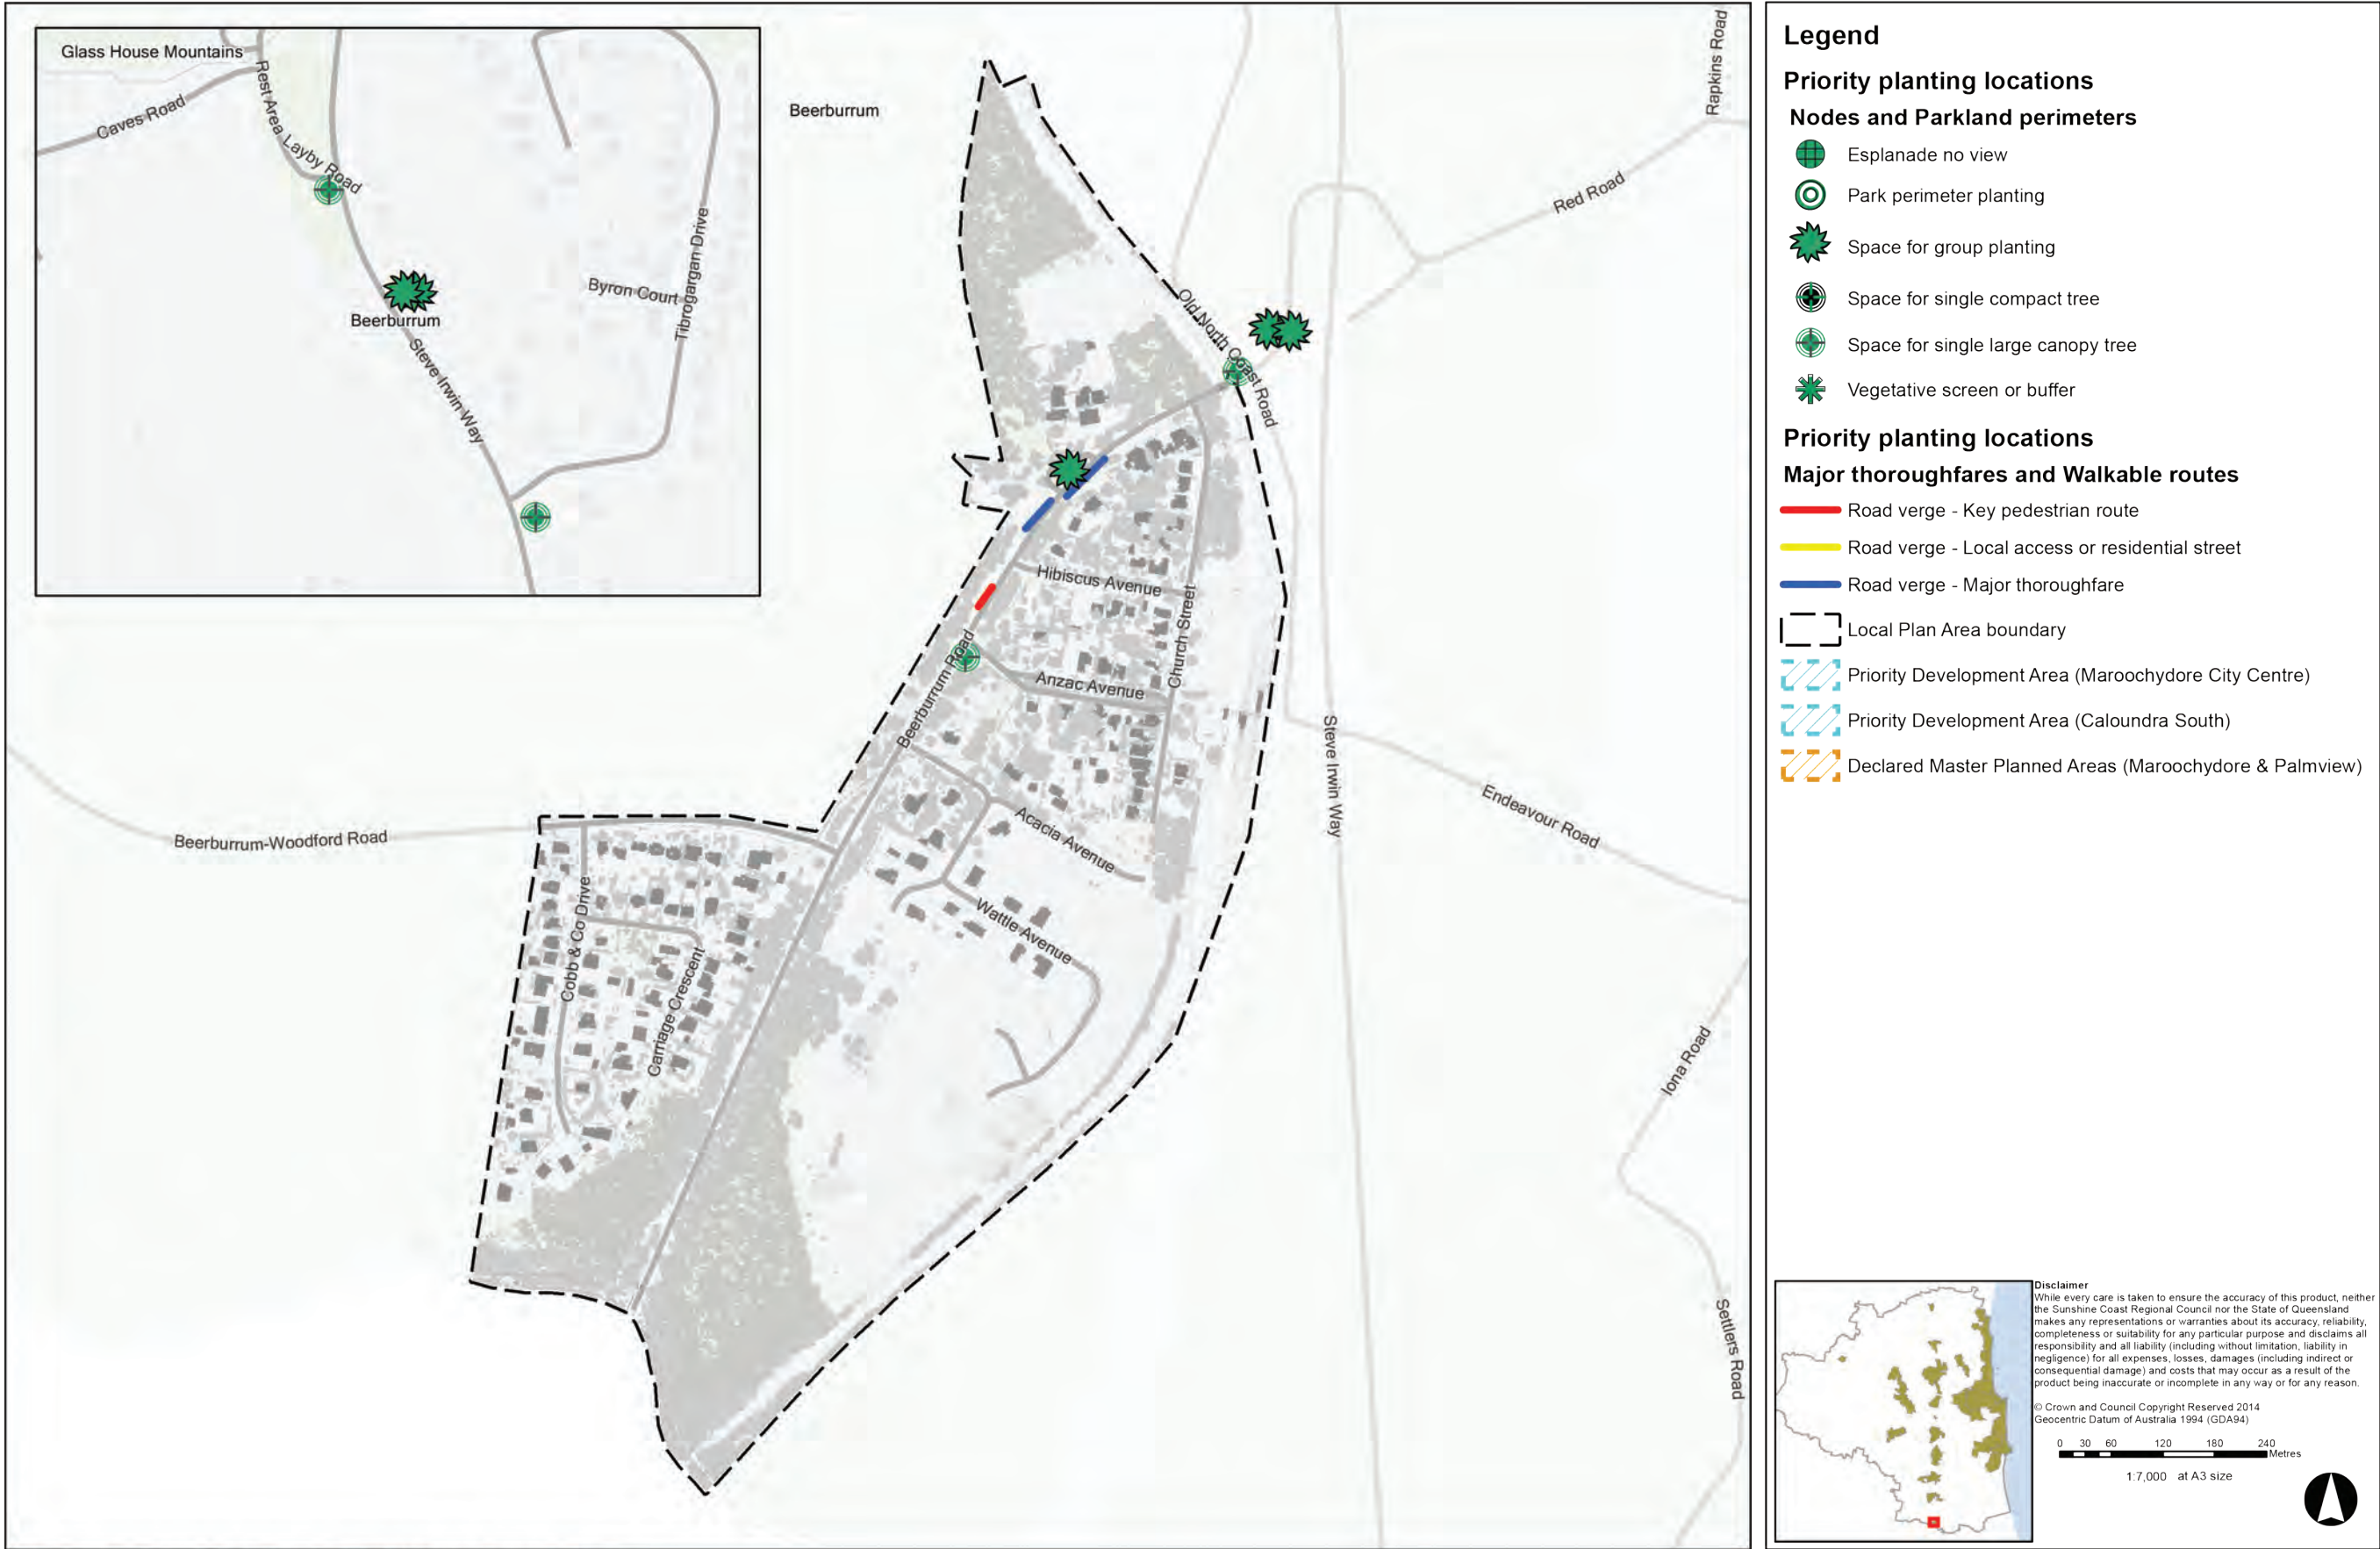 Glass House Mountains
Caves Road
Rest Area Layby Road
Beerburrum
Steve Irwin Way
Byron Court
Tibrogargan Drive
Beerburrum
Rapkins Road
Red Road
Old North Coast Road
Hibiscus Avenue
Church Street
Beerburrum Road
Anzac Avenue
Steve Irwin Way
Endeavour Road
Acacia Avenue
Beerburrum-Woodford Road
Wattle Avenue
Cobb & Co Drive
Carriage Crescent
Iona Road
Settlers Road
Legend
Priority planting locations
Nodes and Parkland perimeters
Esplanade no view
Park perimeter planting
Space for group planting
Space for single compact tree
Space for single large canopy tree
Vegetative screen or buffer
Priority planting locations
Major thoroughfares and Walkable routes
Road verge - Key pedestrian route
Road verge - Local access or residential street
Road verge - Major thoroughfare
Local Plan Area boundary
Priority Development Area (Maroochydore City Centre)
Priority Development Area (Caloundra South)
Declared Master Planned Areas (Maroochydore & Palmview)
Disclaimer
While every care is taken to ensure the accuracy of this product, neither
the Sunshine Coast Regional Council nor the State of Queensland
makes any representations or warranties about its accuracy, reliability,
completeness or suitability for any particular purpose and disclaims all
responsibility and all liability (including without limitation, liability in
negligence) for all expenses, losses, damages (including indirect or
consequential damage) and costs that may occur as a result of the
product being inaccurate or incomplete in any way or for any reason.
© Crown and Council Copyright Reserved 2014
Geocentric Datum of Australia 1994 (GDA94)
0 30 60 120 180 240
Metres
1:7,000 at A3 size